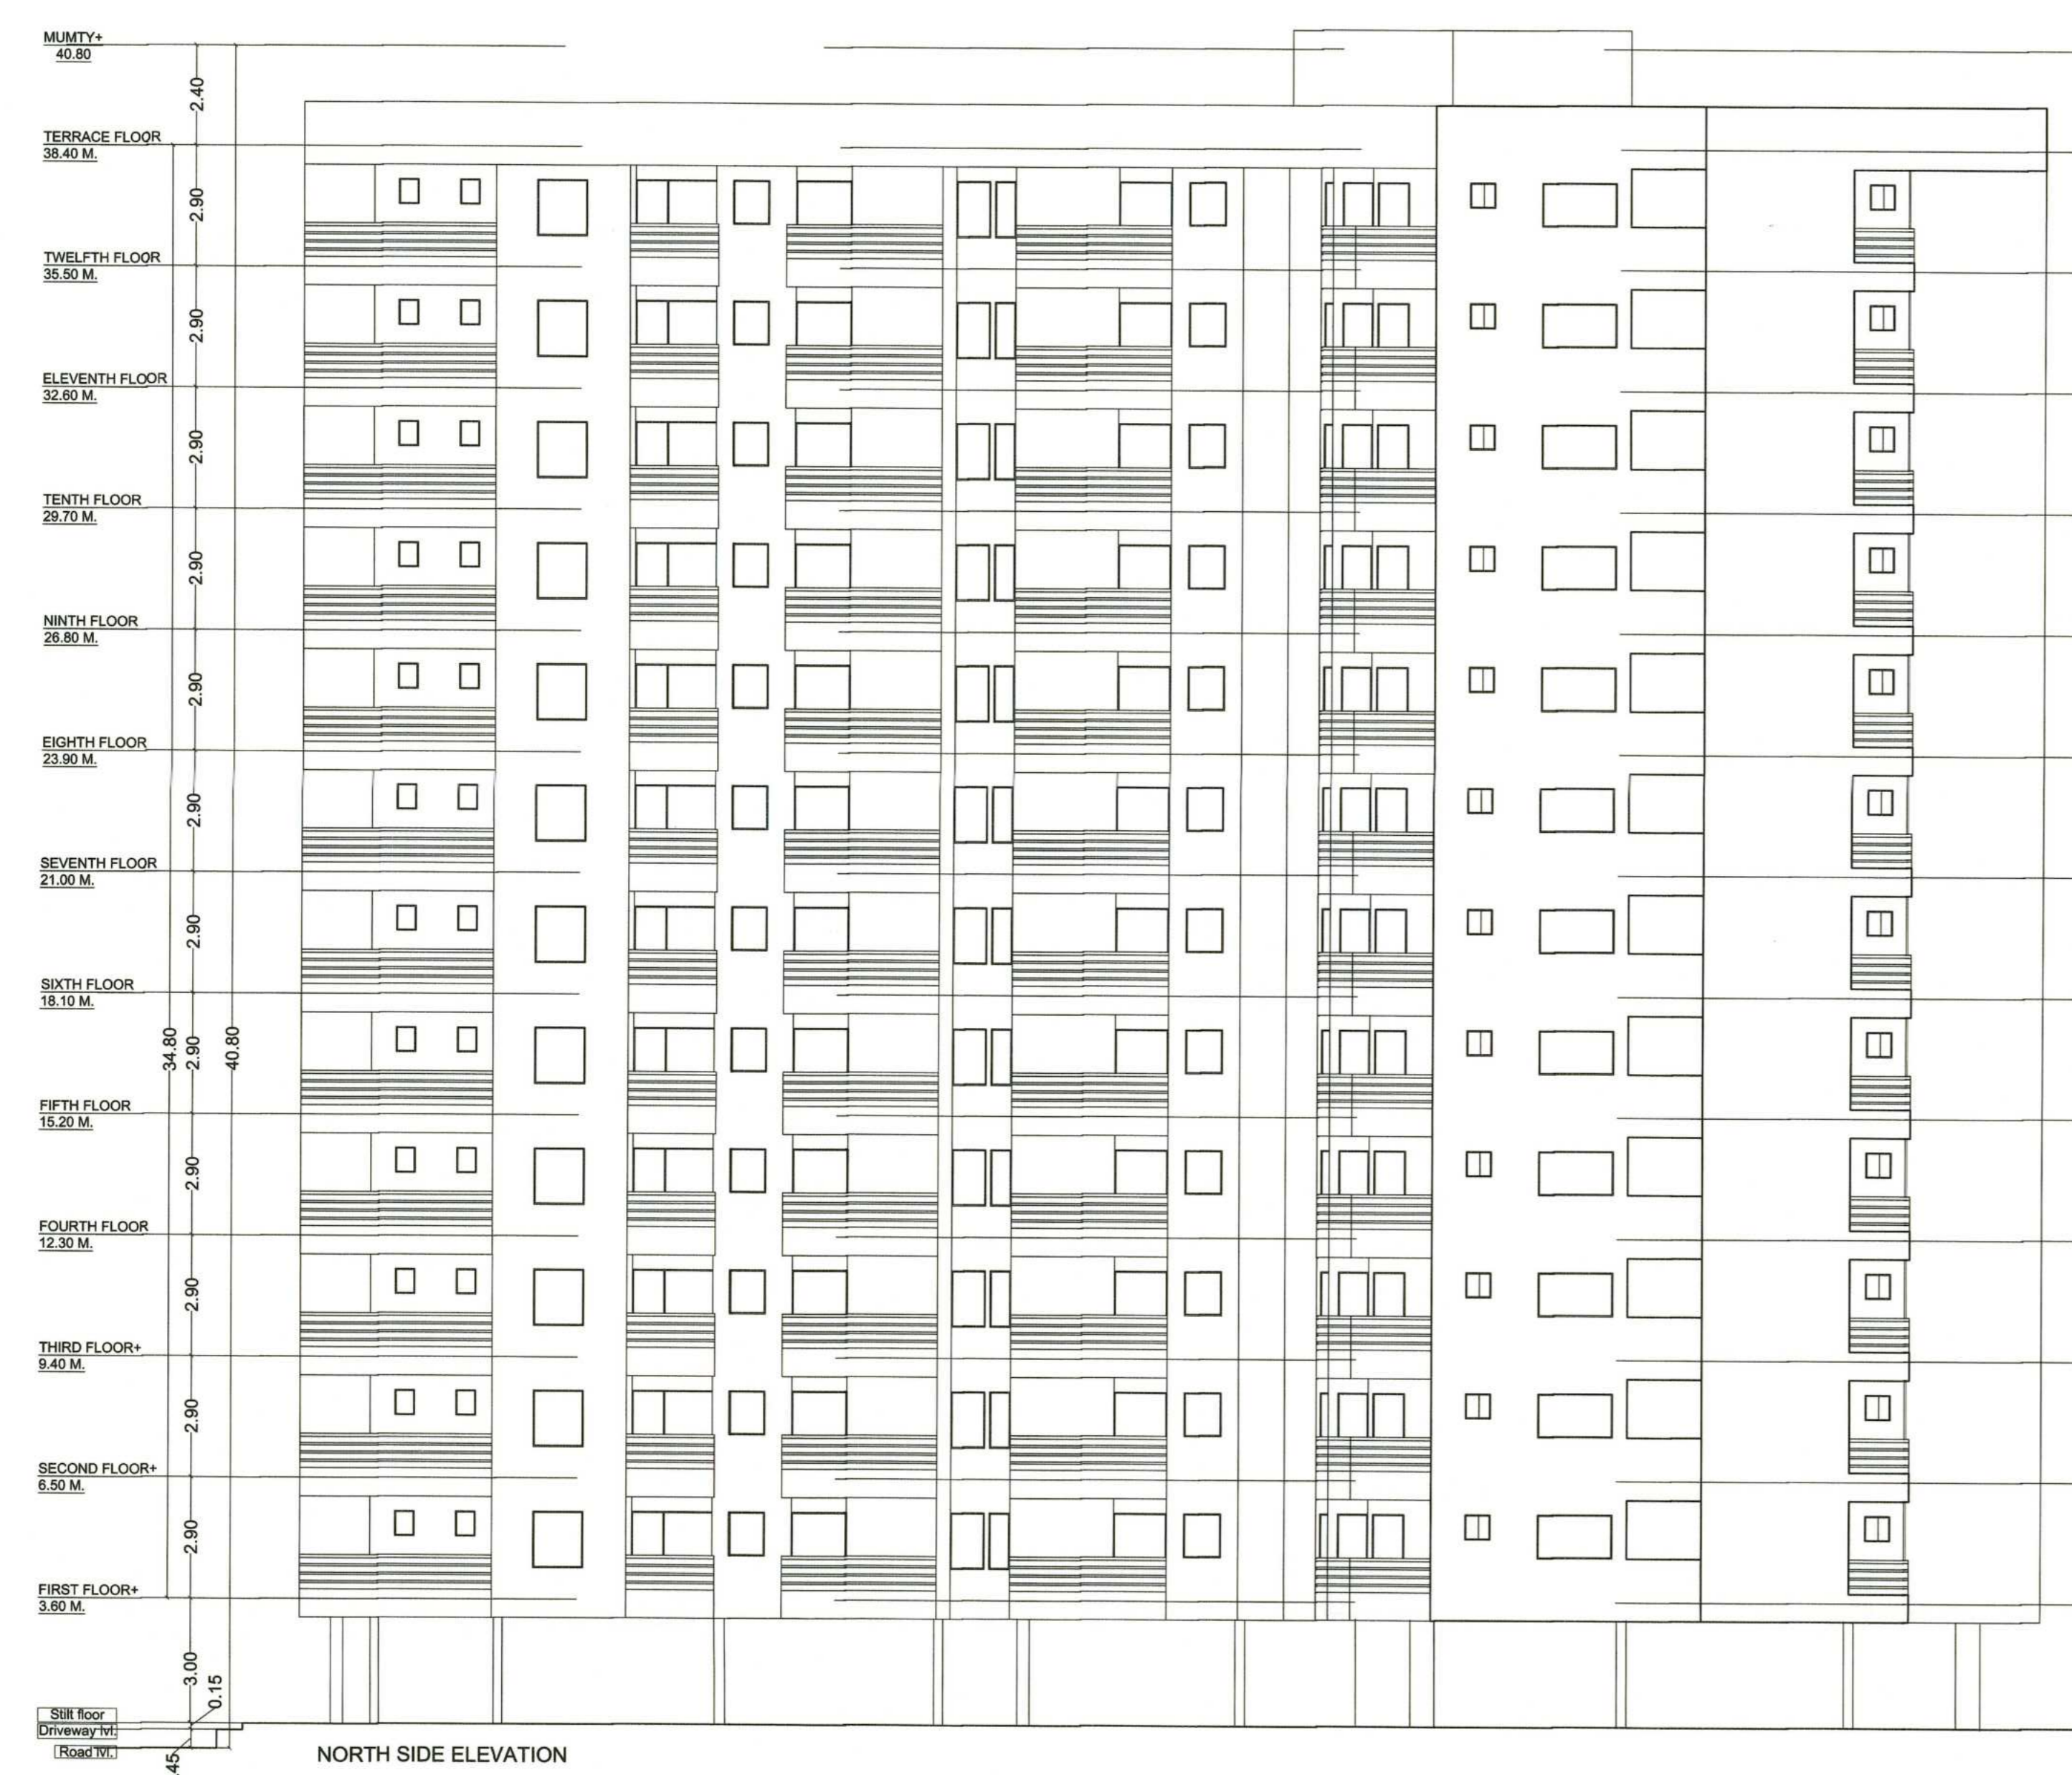 MUMTY+
40.80
2.40
TERRACE FLOOR
38.40 M.
2.90
TWELFTH FLOOR
35.50 M.
2.90
ELEVENTH FLOOR
32.60 M.
2.90
TENTH FLOOR
29.70 M.
2.90
NINTH FLOOR
26.80 M.
2.90
EIGHTH FLOOR
23.90 M.
2.90
SEVENTH FLOOR
21.00 M.
2.90
SIXTH FLOOR
18.10 M.
34.80
2.90
40.80
FIFTH FLOOR
15.20 M.
2.90
FOURTH FLOOR
12.30 M.
2.90
THIRD FLOOR+
9.40 M.
2.90
SECOND FLOOR+
6.50 M.
2.90
FIRST FLOOR+
3.60 M.
3.00
0.15
Stilt floor
Driveway lvl.
Road lvl.
.45
NORTH SIDE ELEVATION